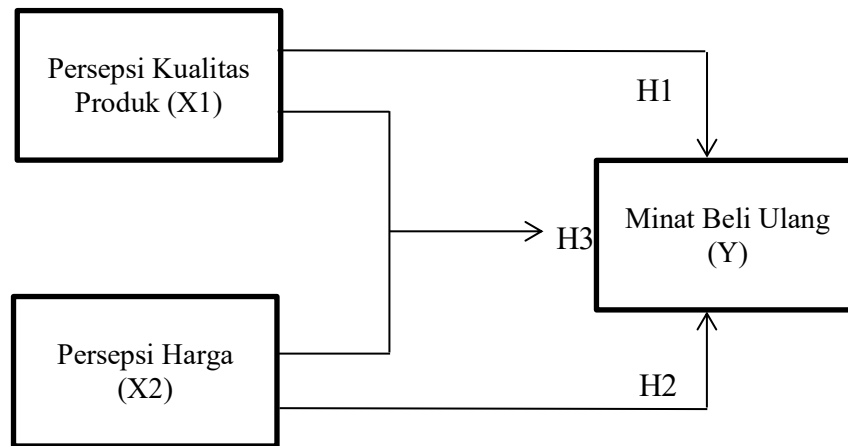 Persepsi Kualitas
Produk (X1)
H1
H3
Minat Beli Ulang
(Y)
Persepsi Harga
(X2)
H2